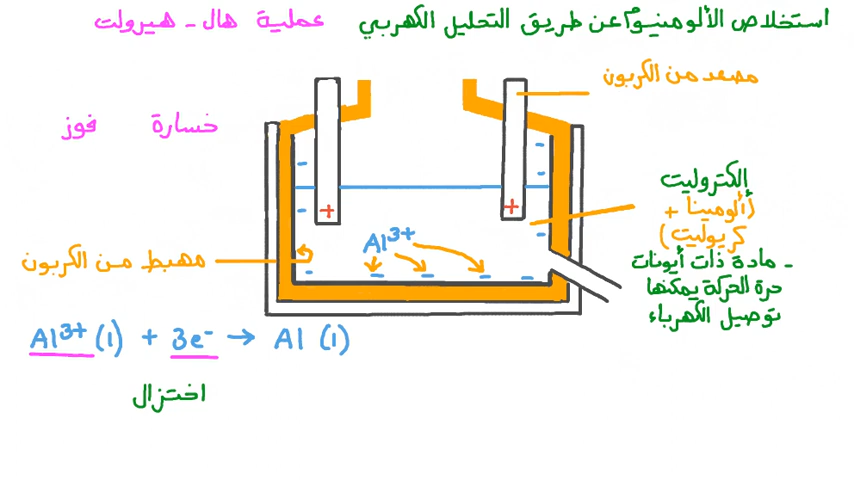 استخلاص الألومنيوم عن طريق التحليل الكهربي عملية هال - هيرولت
مصعد من الكربون
خسارة فوز
إلكتروليت
(ألومينا +
كريوليت)
- مادة ذات أيونات
حرة الحركة يمكنها
توصيل الكهرباء
+ +
Al³⁺
مهبط من الكربون
Al³⁺ (l) + 3e⁻ → Al (l)
اختزال